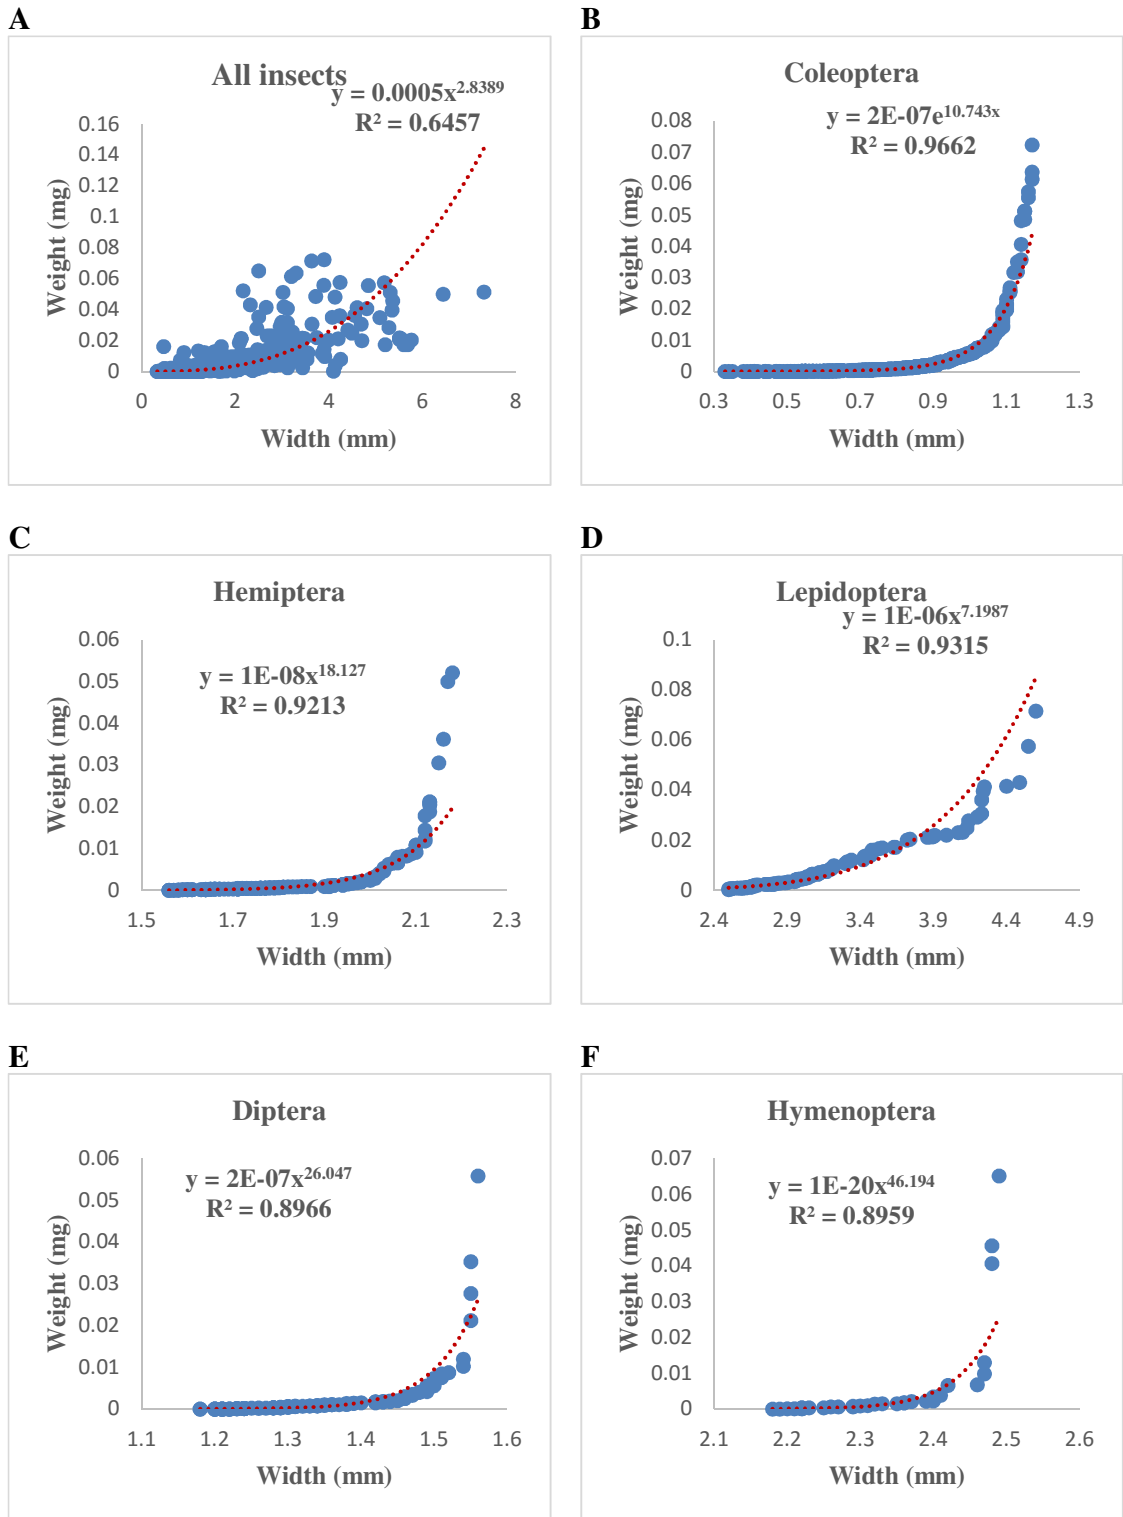 A
All insects
y = 0.0005x^2.8389
R² = 0.6457
0.16
0.14
0.12
0.1
0.08
0.06
0.04
0.02
0
Weight (mg)
0 2 4 6 8
Width (mm)
B
Coleoptera
y = 2E-07e^10.743x
R² = 0.9662
0.08
0.07
0.06
0.05
0.04
0.03
0.02
0.01
0
Weight (mg)
0.3 0.5 0.7 0.9 1.1 1.3
Width (mm)
C
Hemiptera
y = 1E-08x^18.127
R² = 0.9213
0.06
0.05
0.04
0.03
0.02
0.01
0
Weight (mg)
1.5 1.7 1.9 2.1 2.3
Width (mm)
D
Lepidoptera
y = 1E-06x^7.1987
R² = 0.9315
0.1
0.08
0.06
0.04
0.02
0
Weight (mg)
2.4 2.9 3.4 3.9 4.4 4.9
Width (mm)
E
Diptera
y = 2E-07x^26.047
R² = 0.8966
0.06
0.05
0.04
0.03
0.02
0.01
0
Weight (mg)
1.1 1.2 1.3 1.4 1.5 1.6
Width (mm)
F
Hymenoptera
y = 1E-20x^46.194
R² = 0.8959
0.07
0.06
0.05
0.04
0.03
0.02
0.01
0
Weight (mg)
2.1 2.2 2.3 2.4 2.5 2.6
Width (mm)